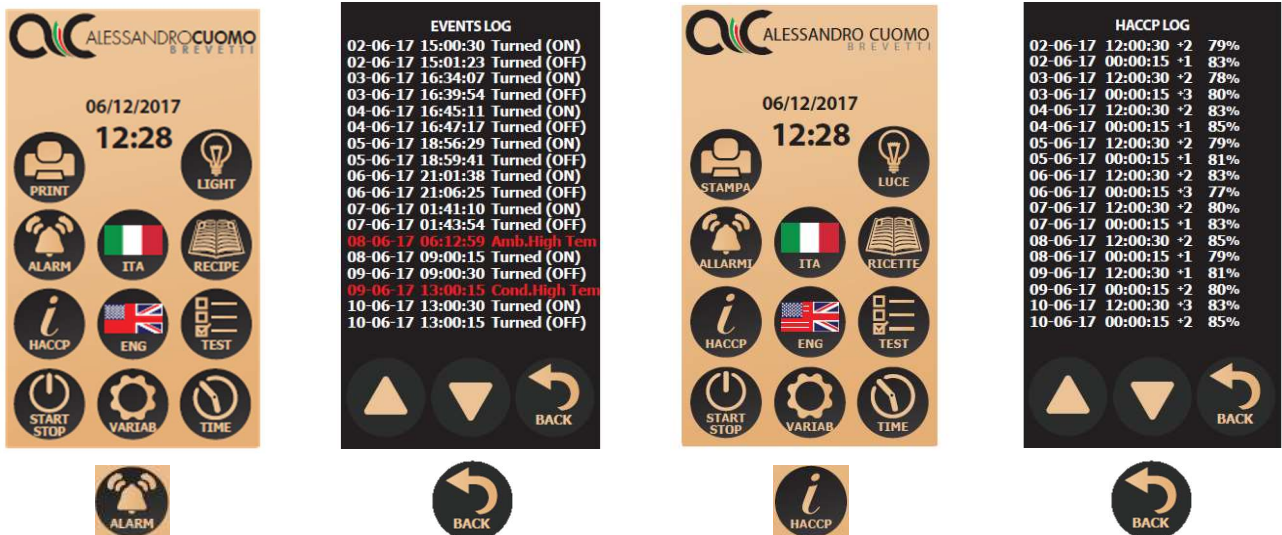 ALESSANDROCUOMO
BREVETTI
06/12/2017
12:28
PRINT
LIGHT
ALARM
ITA
RECIPE
HACCP
ENG
TEST
START
STOP
VARIAB
TIME
ALARM
EVENTS LOG
02-06-17 15:00:30 Turned (ON)
02-06-17 15:01:23 Turned (OFF)
03-06-17 16:34:07 Turned (ON)
03-06-17 16:39:54 Turned (OFF)
04-06-17 16:45:11 Turned (ON)
04-06-17 16:47:17 Turned (OFF)
05-06-17 18:56:29 Turned (ON)
05-06-17 18:59:41 Turned (OFF)
06-06-17 21:01:38 Turned (ON)
06-06-17 21:06:25 Turned (OFF)
07-06-17 01:41:10 Turned (ON)
07-06-17 01:43:54 Turned (OFF)
08-06-17 06:12:59 Amb.High Tem
08-06-17 09:00:15 Turned (ON)
09-06-17 09:00:30 Turned (OFF)
09-06-17 13:00:15 Cond.High Tem
10-06-17 13:00:30 Turned (ON)
10-06-17 13:00:15 Turned (OFF)
BACK
BACK
ALESSANDRO CUOMO
BREVETTI
06/12/2017
12:28
STAMPA
LUCE
ALLARMI
ITA
RICETTE
HACCP
ENG
TEST
START
STOP
VARIAB
TIME
HACCP
HACCP LOG
02-06-17 12:00:30 +2 79%
02-06-17 00:00:15 +1 83%
03-06-17 12:00:30 +2 78%
03-06-17 00:00:15 +3 80%
04-06-17 12:00:30 +2 83%
04-06-17 00:00:15 +1 85%
05-06-17 12:00:30 +2 79%
05-06-17 00:00:15 +1 81%
06-06-17 12:00:30 +2 83%
06-06-17 00:00:15 +3 77%
07-06-17 12:00:30 +2 80%
07-06-17 00:00:15 +1 83%
08-06-17 12:00:30 +2 85%
08-06-17 00:00:15 +1 79%
09-06-17 12:00:30 +1 81%
09-06-17 00:00:15 +2 80%
10-06-17 12:00:30 +3 83%
10-06-17 00:00:15 +2 85%
BACK
BACK